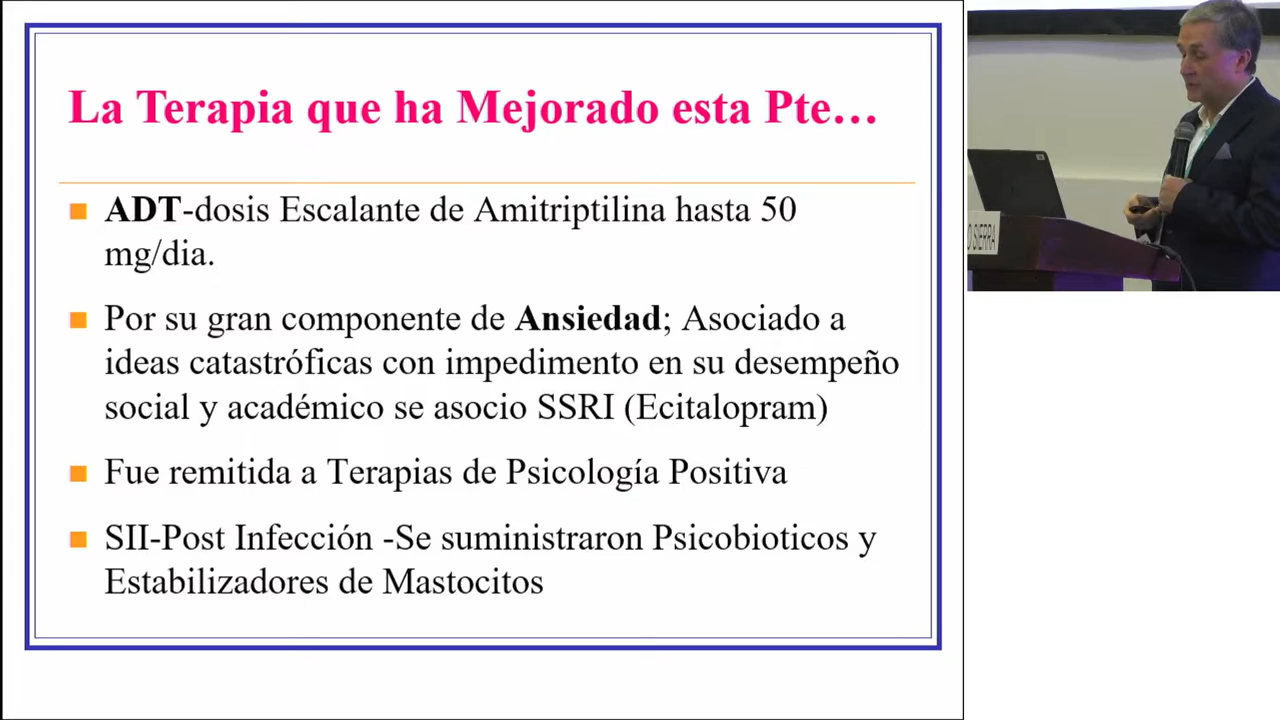 La Terapia que ha Mejorado esta Pte…
ADT-dosis Escalante de Amitriptilina hasta 50
mg/dia.
Por su gran componente de Ansiedad; Asociado a
ideas catastróficas con impedimento en su desempeño
social y académico se asocio SSRI (Ecitalopram)
Fue remitida a Terapias de Psicología Positiva
SII-Post Infección -Se suministraron Psicobioticos y
Estabilizadores de Mastocitos
O SIERRA